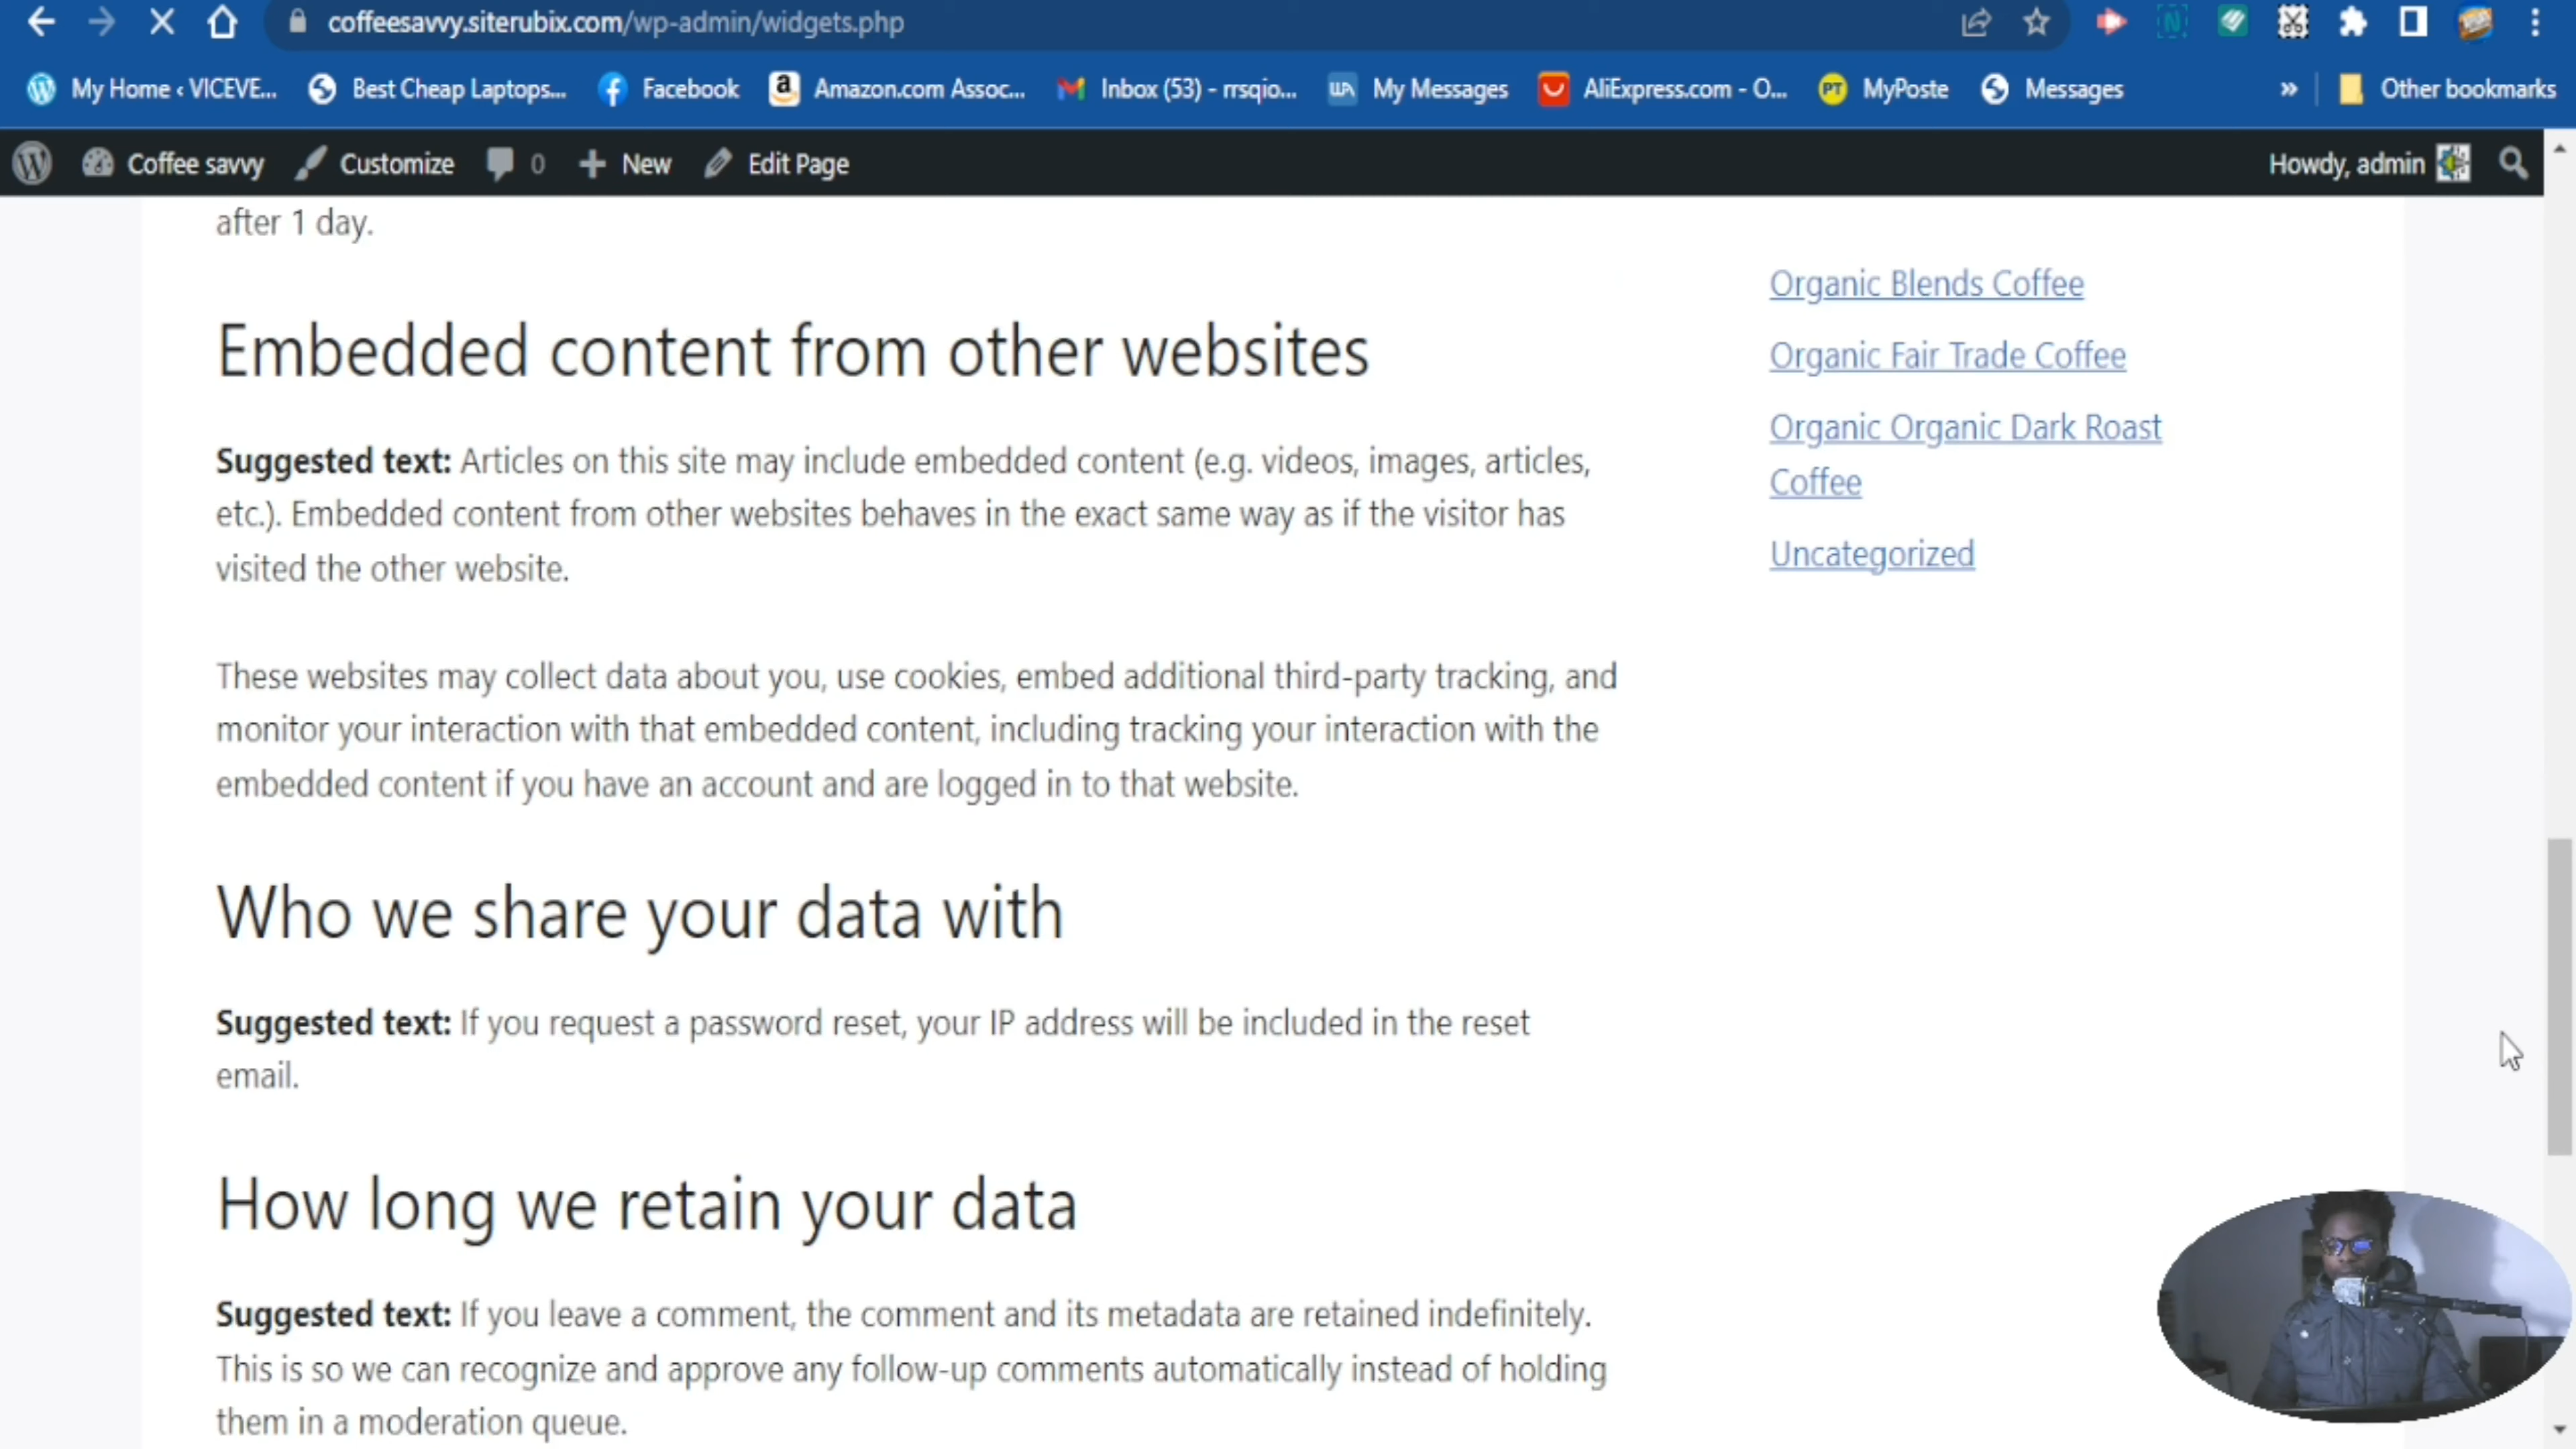 coffeesavvy.siterubix.com/wp-admin/widgets.php
My Home ‹ VICEVE... Best Cheap Laptops... Facebook Amazon.com Assoc... Inbox (53) - rrsqio... My Messages AliExpress.com - O... MyPoste Messages » Other bookmarks
Coffee savvy Customize 0 New Edit Page Howdy, admin
after 1 day.
Embedded content from other websites
Suggested text: Articles on this site may include embedded content (e.g. videos, images, articles,
etc.). Embedded content from other websites behaves in the exact same way as if the visitor has
visited the other website.
These websites may collect data about you, use cookies, embed additional third-party tracking, and
monitor your interaction with that embedded content, including tracking your interaction with the
embedded content if you have an account and are logged in to that website.
Who we share your data with
Suggested text: If you request a password reset, your IP address will be included in the reset
email.
How long we retain your data
Suggested text: If you leave a comment, the comment and its metadata are retained indefinitely.
This is so we can recognize and approve any follow-up comments automatically instead of holding
them in a moderation queue.
Organic Blends Coffee
Organic Fair Trade Coffee
Organic Organic Dark Roast
Coffee
Uncategorized